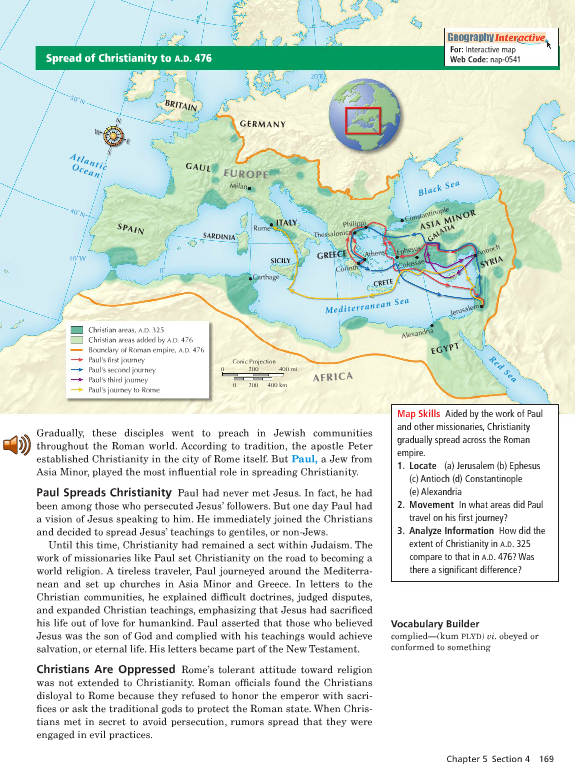 Geography Interactive
For: Interactive map
Web Code: nap-0541
Spread of Christianity to A.D. 476
20°E
50°N
BRITAIN
GERMANY
N
W
E
S
Atlantic
Ocean
GAUL
EUROPE
Milan
Black Sea
40°N
SPAIN
ITALY
Rome
SARDINIA
Philippi
Thessalonica
Constantinople
ASIA MINOR
GALATIA
10°W
SICILY
GREECE
Athens
Ephesus
Corinth
Colossae
Antioch
SYRIA
Carthage
CRETE
Mediterranean Sea
Jerusalem
Alexandria
EGYPT
Red Sea
AFRICA
Christian areas, A.D. 325
Christian areas added by A.D. 476
Boundary of Roman empire, A.D. 476
Paul's first journey
Paul's second journey
Paul's third journey
Paul's journey to Rome
Conic Projection
0 200 400 mi
0 200 400 km
Gradually, these disciples went to preach in Jewish communities
throughout the Roman world. According to tradition, the apostle Peter
established Christianity in the city of Rome itself. But Paul, a Jew from
Asia Minor, played the most influential role in spreading Christianity.
Paul Spreads Christianity Paul had never met Jesus. In fact, he had
been among those who persecuted Jesus' followers. But one day Paul had
a vision of Jesus speaking to him. He immediately joined the Christians
and decided to spread Jesus' teachings to gentiles, or non-Jews.
Until this time, Christianity had remained a sect within Judaism. The
work of missionaries like Paul set Christianity on the road to becoming a
world religion. A tireless traveler, Paul journeyed around the Mediterra-
nean and set up churches in Asia Minor and Greece. In letters to the
Christian communities, he explained difficult doctrines, judged disputes,
and expanded Christian teachings, emphasizing that Jesus had sacrificed
his life out of love for humankind. Paul asserted that those who believed
Jesus was the son of God and complied with his teachings would achieve
salvation, or eternal life. His letters became part of the New Testament.
Christians Are Oppressed Rome's tolerant attitude toward religion
was not extended to Christianity. Roman officials found the Christians
disloyal to Rome because they refused to honor the emperor with sacri-
fices or ask the traditional gods to protect the Roman state. When Chris-
tians met in secret to avoid persecution, rumors spread that they were
engaged in evil practices.
Map Skills Aided by the work of Paul
and other missionaries, Christianity
gradually spread across the Roman
empire.
1. Locate (a) Jerusalem (b) Ephesus
(c) Antioch (d) Constantinople
(e) Alexandria
2. Movement In what areas did Paul
travel on his first journey?
3. Analyze Information How did the
extent of Christianity in A.D. 325
compare to that in A.D. 476? Was
there a significant difference?
Vocabulary Builder
complied—(kum PLYD) vi. obeyed or
conformed to something
Chapter 5 Section 4 169